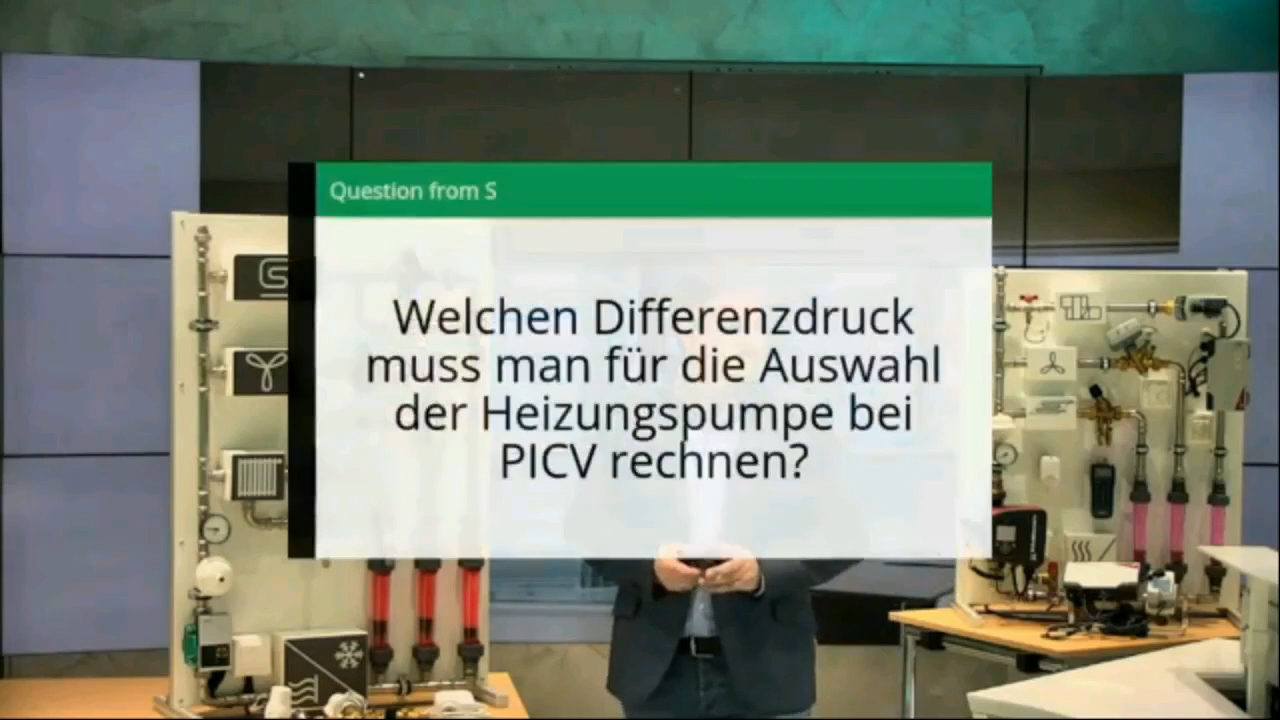 Question from S
Welchen Differenzdruck
muss man für die Auswahl
der Heizungspumpe bei
PICV rechnen?